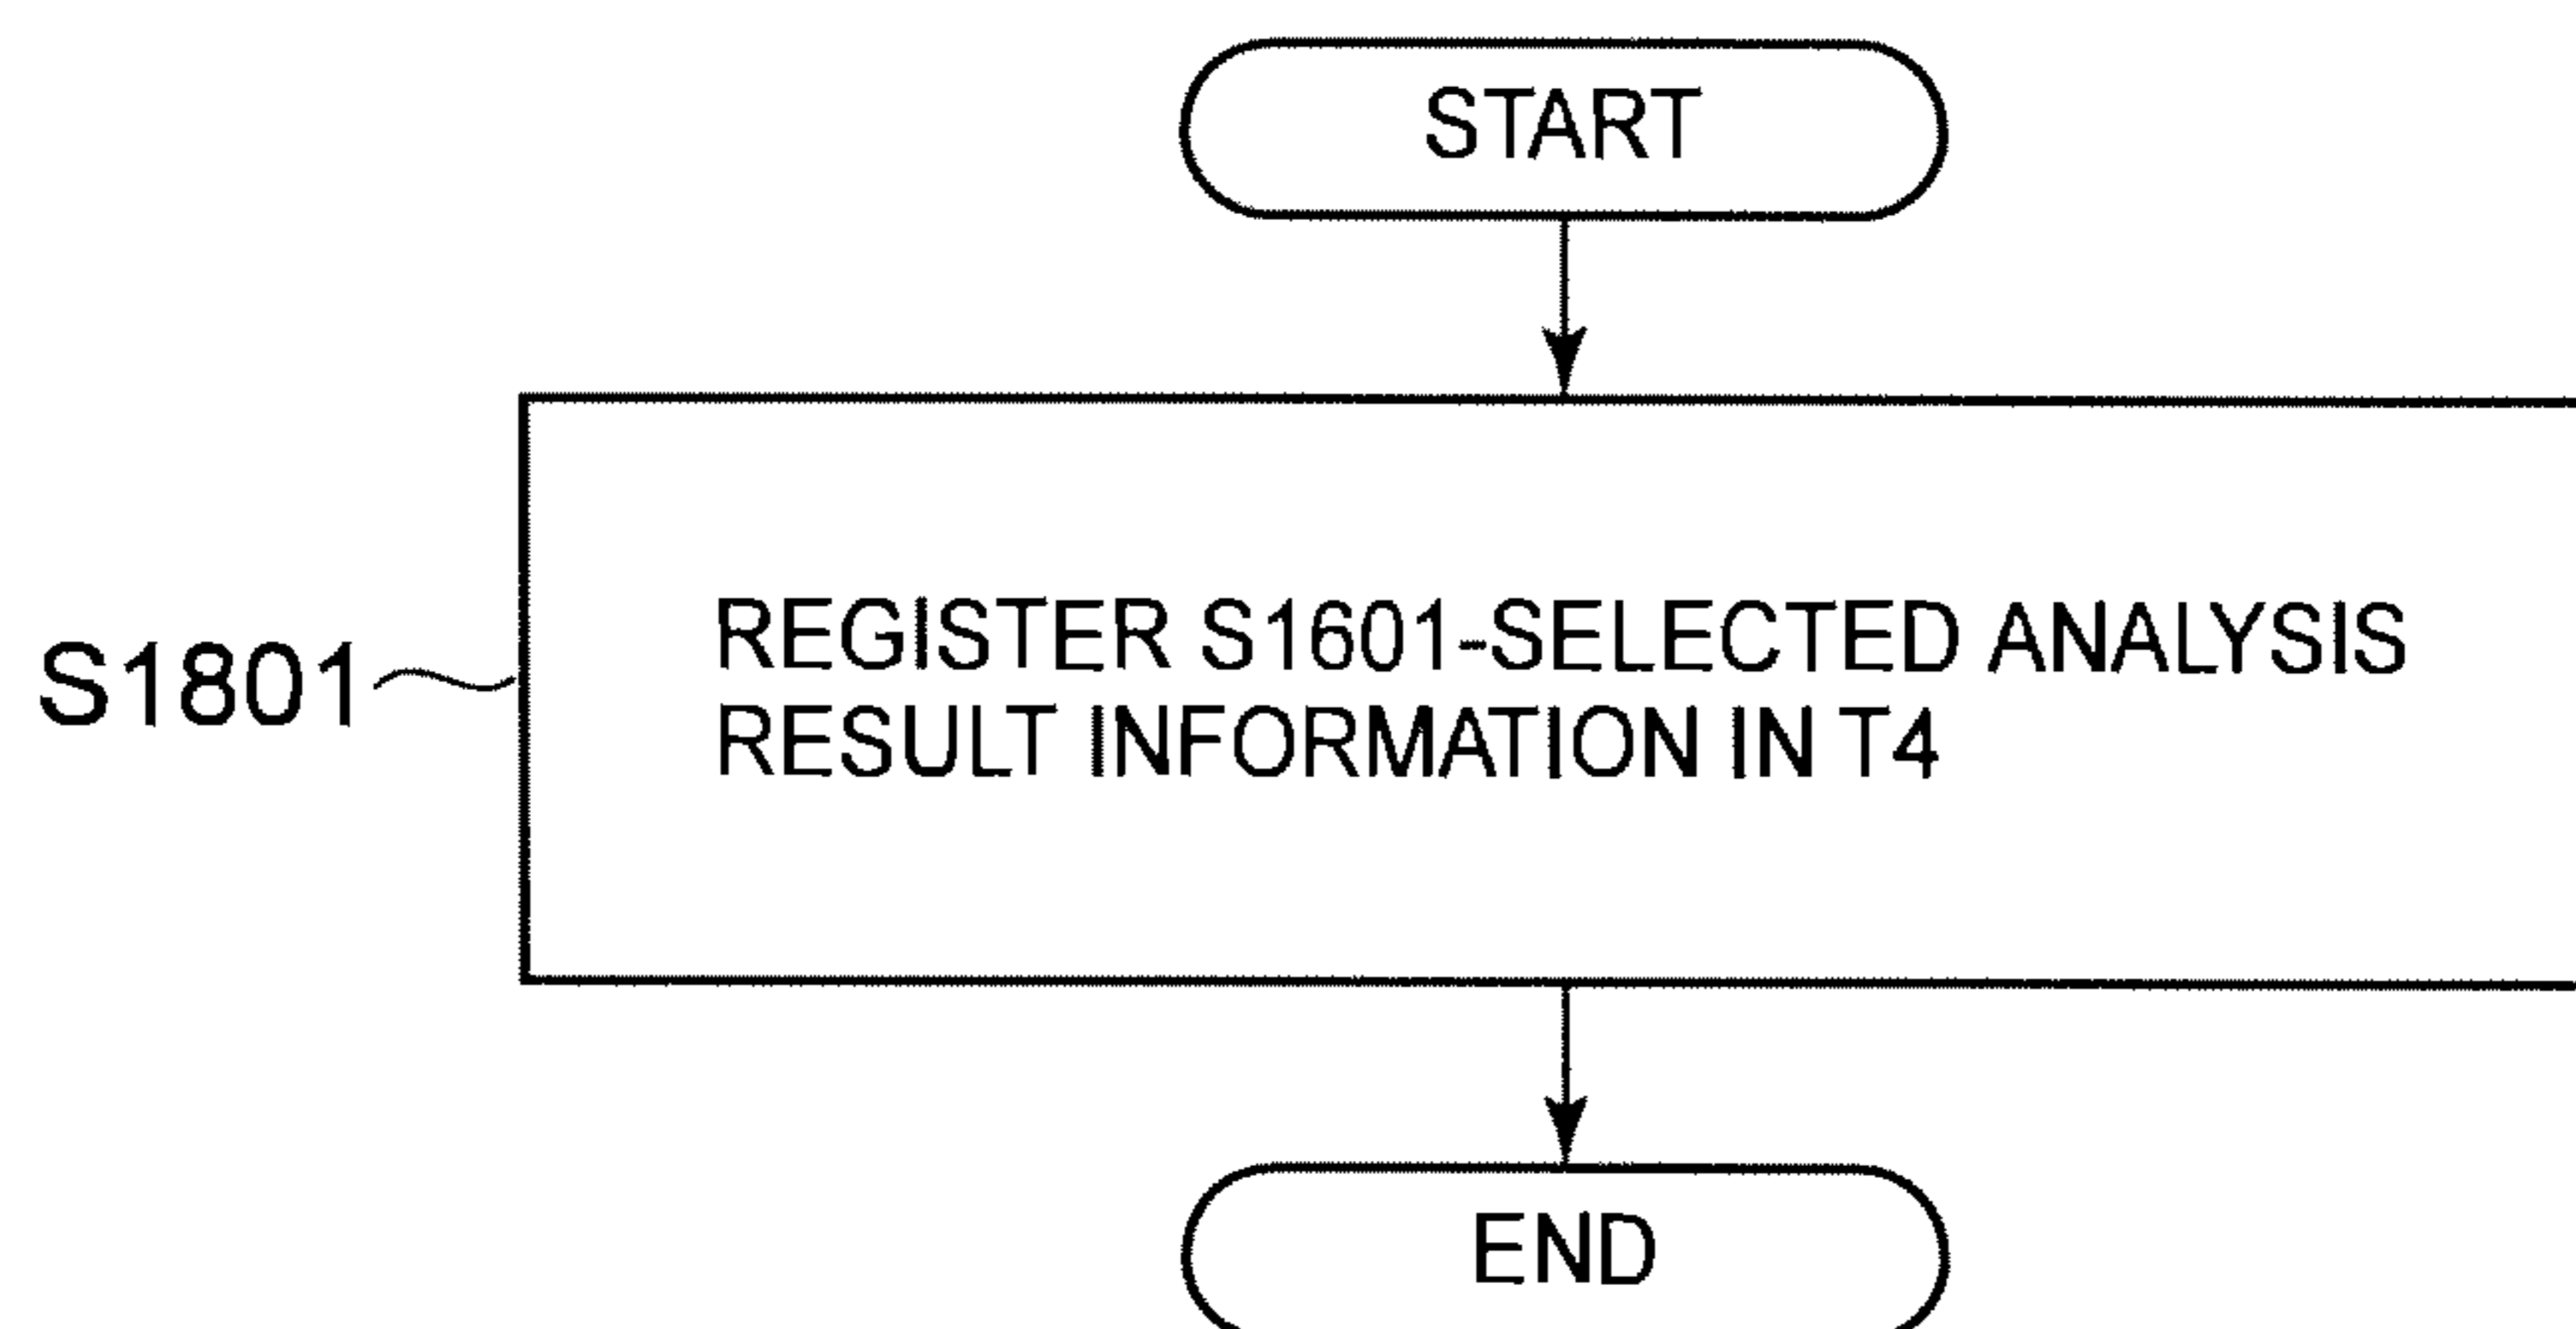 START
S1801
REGISTER S1601-SELECTED ANALYSIS
RESULT INFORMATION IN T4
END